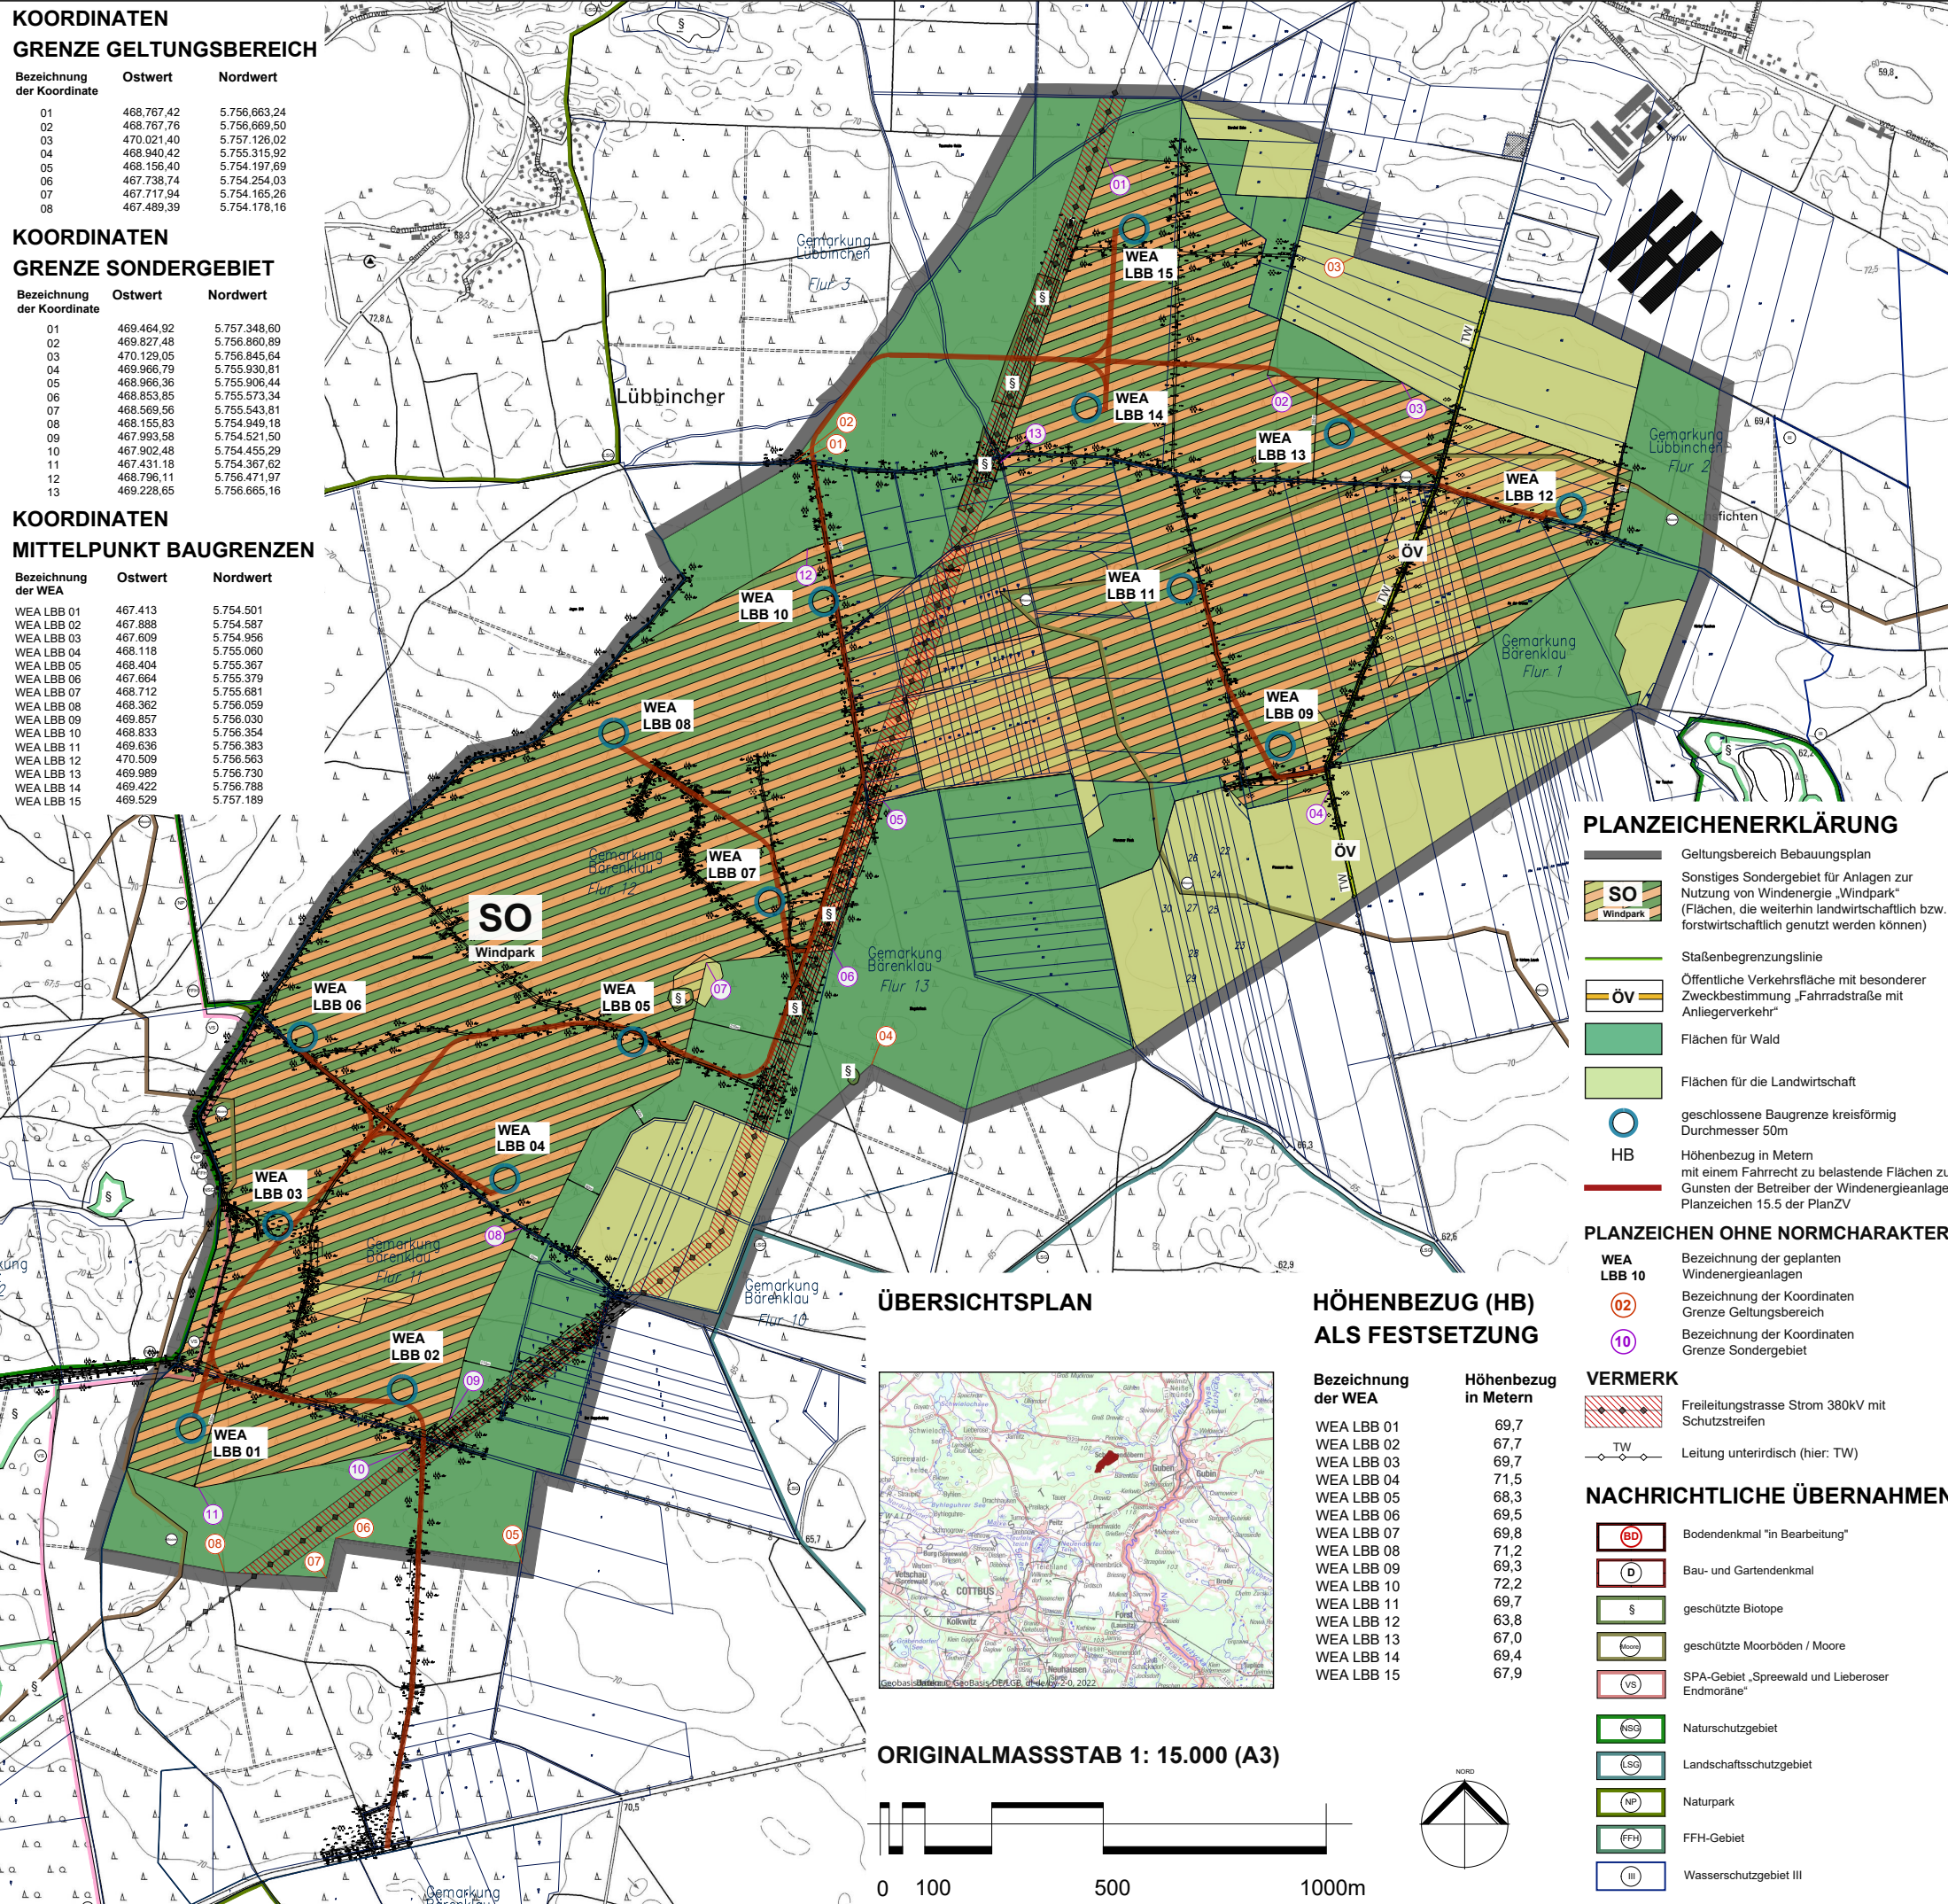 KOORDINATEN
GRENZE GELTUNGSBEREICH
Bezeichnung der Koordinate Ostwert Nordwert
01 468.767,42 5.756,663,24
02 468.767,76 5.756,669,50
03 470.021,40 5.757.126,02
04 468.940,42 5.755.315,92
05 468.156,40 5.754.197,69
06 467.738,74 5.754.254,03
07 467.717,94 5.754.165,26
08 467.489,39 5.754.178,16
KOORDINATEN
GRENZE SONDERGEBIET
Bezeichnung der Koordinate Ostwert Nordwert
01 469.464,92 5.757.348,60
02 469.827,48 5.756.860,89
03 470.129,05 5.756.845,64
04 469.966,79 5.755.930,81
05 468.966,36 5.755.906,44
06 468.853,85 5.755.573,34
07 468.569,56 5.755.543,81
08 468.155,83 5.754.949,18
09 467.993,58 5.754.521,50
10 467.902,48 5.754.455,29
11 467.431.18 5.754.367,62
12 468.796,11 5.756.471,97
13 469.228,65 5.756.665,16
KOORDINATEN
MITTELPUNKT BAUGRENZEN
Bezeichnung der WEA Ostwert Nordwert
WEA LBB 01 467.413 5.754.501
WEA LBB 02 467.888 5.754.587
WEA LBB 03 467.609 5.754.956
WEA LBB 04 468.118 5.755.060
WEA LBB 05 468.404 5.755.367
WEA LBB 06 467.664 5.755.379
WEA LBB 07 468.712 5.755.681
WEA LBB 08 468.362 5.756.059
WEA LBB 09 469.857 5.756.030
WEA LBB 10 468.833 5.756.354
WEA LBB 11 469.636 5.756.383
WEA LBB 12 470.509 5.756.563
WEA LBB 13 469.989 5.756.730
WEA LBB 14 469.422 5.756.788
WEA LBB 15 469.529 5.757.189
Campingplatz
Lübbincher
Gemarkung
Lübbinchen
Flur 3
WEA
LBB 15
WEA
LBB 14
WEA
LBB 13
WEA
LBB 12
Gemarkung
Lübbinchen
Flur 2
WEA
LBB 11
WEA
LBB 10
ÖV
TW
Gemarkung
Bärenklau
Flur 1
WEA
LBB 09
WEA
LBB 08
Gemarkung
Bärenklau
Flur 12
WEA
LBB 07
SO
Windpark
ÖV
TW
Gemarkung
Bärenklau
Flur 13
WEA
LBB 06
WEA
LBB 05
WEA
LBB 04
WEA
LBB 03
Gemarkung
Bärenklau
Flur 11
Gemarkung
Bärenklau
Flur 10
WEA
LBB 02
WEA
LBB 01
PLANZEICHENERKLÄRUNG
Geltungsbereich Bebauungsplan
SO
Windpark
Sonstiges Sondergebiet für Anlagen zur
Nutzung von Windenergie „Windpark"
(Flächen, die weiterhin landwirtschaftlich bzw.
forstwirtschaftlich genutzt werden können)
Staßenbegrenzungslinie
ÖV
Öffentliche Verkehrsfläche mit besonderer
Zweckbestimmung „Fahrradstraße mit
Anliegerverkehr"
Flächen für Wald
Flächen für die Landwirtschaft
geschlossene Baugrenze kreisförmig
Durchmesser 50m
HB Höhenbezug in Metern
mit einem Fahrrecht zu belastende Flächen zu
Gunsten der Betreiber der Windenergieanlage
Planzeichen 15.5 der PlanZV
PLANZEICHEN OHNE NORMCHARAKTER
WEA
LBB 10
Bezeichnung der geplanten
Windenergieanlagen
02 Bezeichnung der Koordinaten
Grenze Geltungsbereich
10 Bezeichnung der Koordinaten
Grenze Sondergebiet
VERMERK
Freileitungstrasse Strom 380kV mit
Schutzstreifen
TW Leitung unterirdisch (hier: TW)
NACHRICHTLICHE ÜBERNAHMEN
BD Bodendenkmal "in Bearbeitung"
D Bau- und Gartendenkmal
§ geschützte Biotope
Moore geschützte Moorböden / Moore
VS SPA-Gebiet „Spreewald und Lieberoser
Endmoräne"
NSG Naturschutzgebiet
LSG Landschaftsschutzgebiet
NP Naturpark
FFH FFH-Gebiet
III Wasserschutzgebiet III
ÜBERSICHTSPLAN
COTTBUS
Kolkwitz
Guben
Gubin
Forst
(Lausitz)
Peitz
Neuhausen
HÖHENBEZUG (HB)
ALS FESTSETZUNG
Bezeichnung der WEA Höhenbezug in Metern
WEA LBB 01 69,7
WEA LBB 02 67,7
WEA LBB 03 69,7
WEA LBB 04 71,5
WEA LBB 05 68,3
WEA LBB 06 69,5
WEA LBB 07 69,8
WEA LBB 08 71,2
WEA LBB 09 69,3
WEA LBB 10 72,2
WEA LBB 11 69,7
WEA LBB 12 63,8
WEA LBB 13 67,0
WEA LBB 14 69,4
WEA LBB 15 67,9
ORIGINALMASSSTAB 1: 15.000 (A3)
0 100 500 1000m
NORD